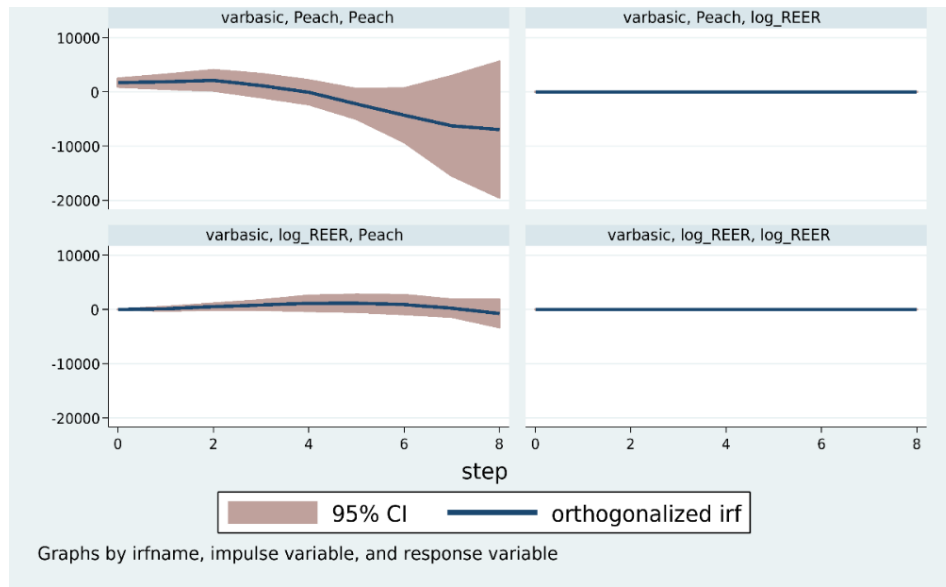 varbasic, Peach, Peach
varbasic, Peach, log_REER
10000
0
-10000
-20000
varbasic, log_REER, Peach
varbasic, log_REER, log_REER
10000
0
-10000
-20000
0 2 4 6 8
0 2 4 6 8
step
95% CI
orthogonalized irf
Graphs by irfname, impulse variable, and response variable